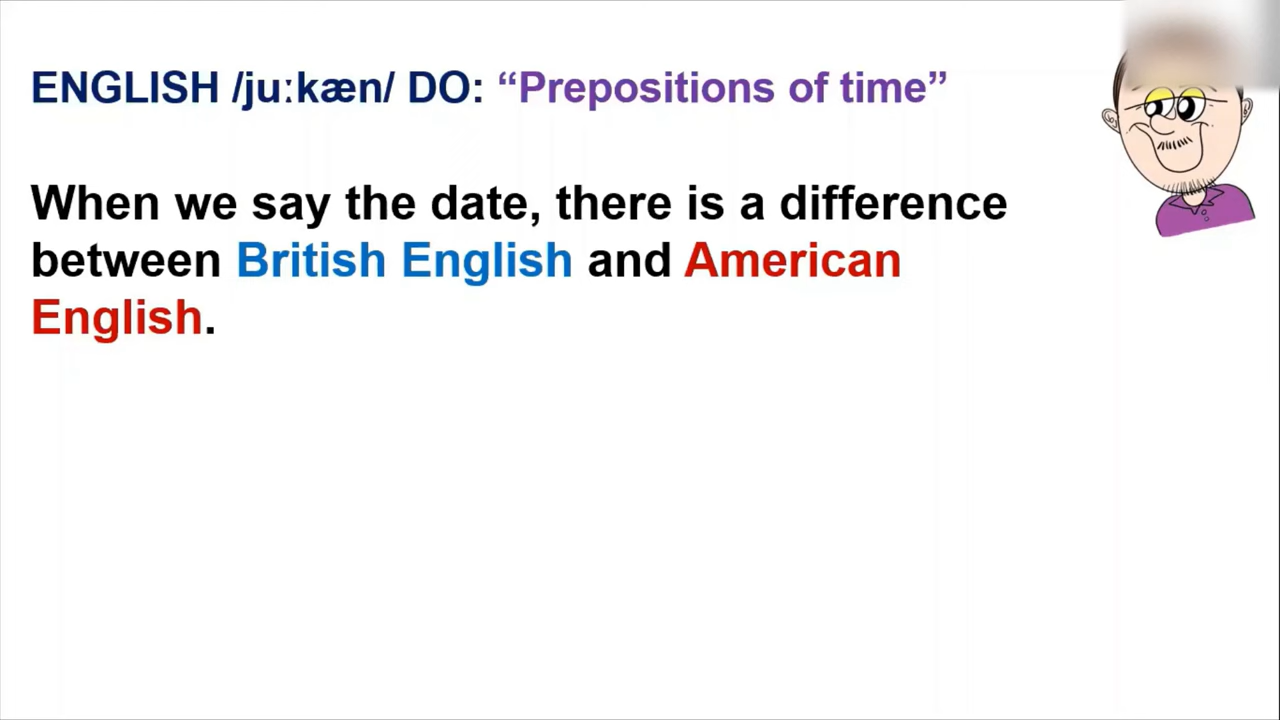 ENGLISH /juːkæn/ DO: “Prepositions of time”
When we say the date, there is a difference
between British English and American
English.